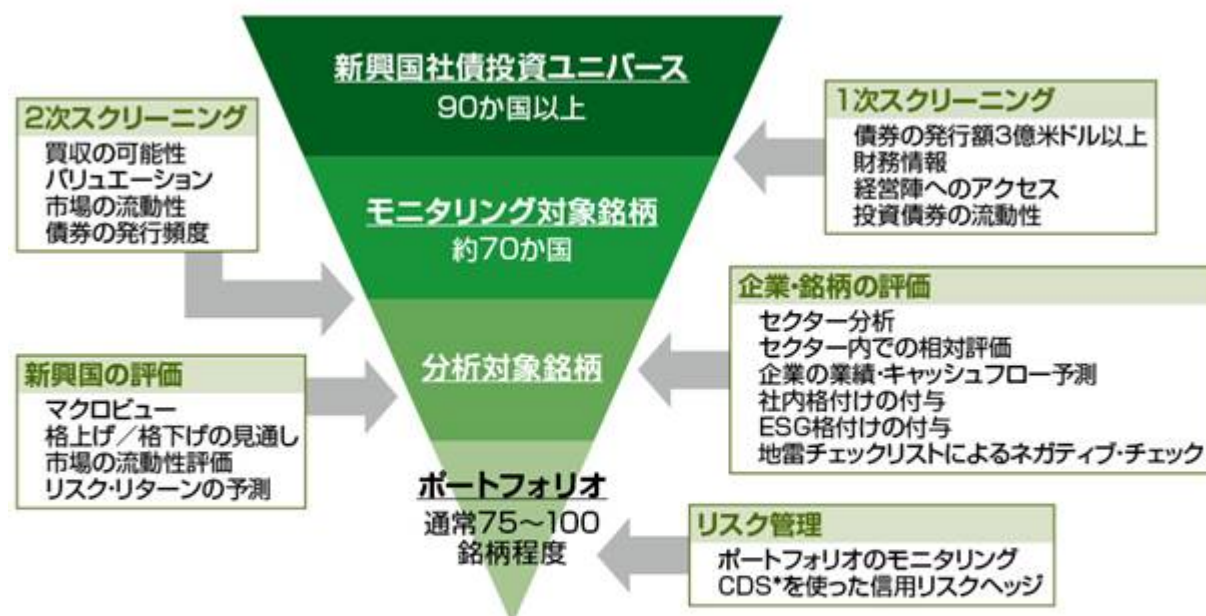 新興国社債投資ユニバース
90か国以上
1次スクリーニング
債券の発行額3億米ドル以上
財務情報
経営陣へのアクセス
投資債券の流動性
モニタリング対象銘柄
約70か国
2次スクリーニング
買収の可能性
バリュエーション
市場の流動性
債券の発行頻度
分析対象銘柄
企業・銘柄の評価
セクター分析
セクター内での相対評価
企業の業績・キャッシュフロー予測
社内格付けの付与
ESG格付けの付与
地雷チェックリストによるネガティブ・チェック
新興国の評価
マクロビュー
格上げ／格下げの見通し
市場の流動性評価
リスク・リターンの予測
ポートフォリオ
通常75～100
銘柄程度
リスク管理
ポートフォリオのモニタリング
CDS*を使った信用リスクヘッジ